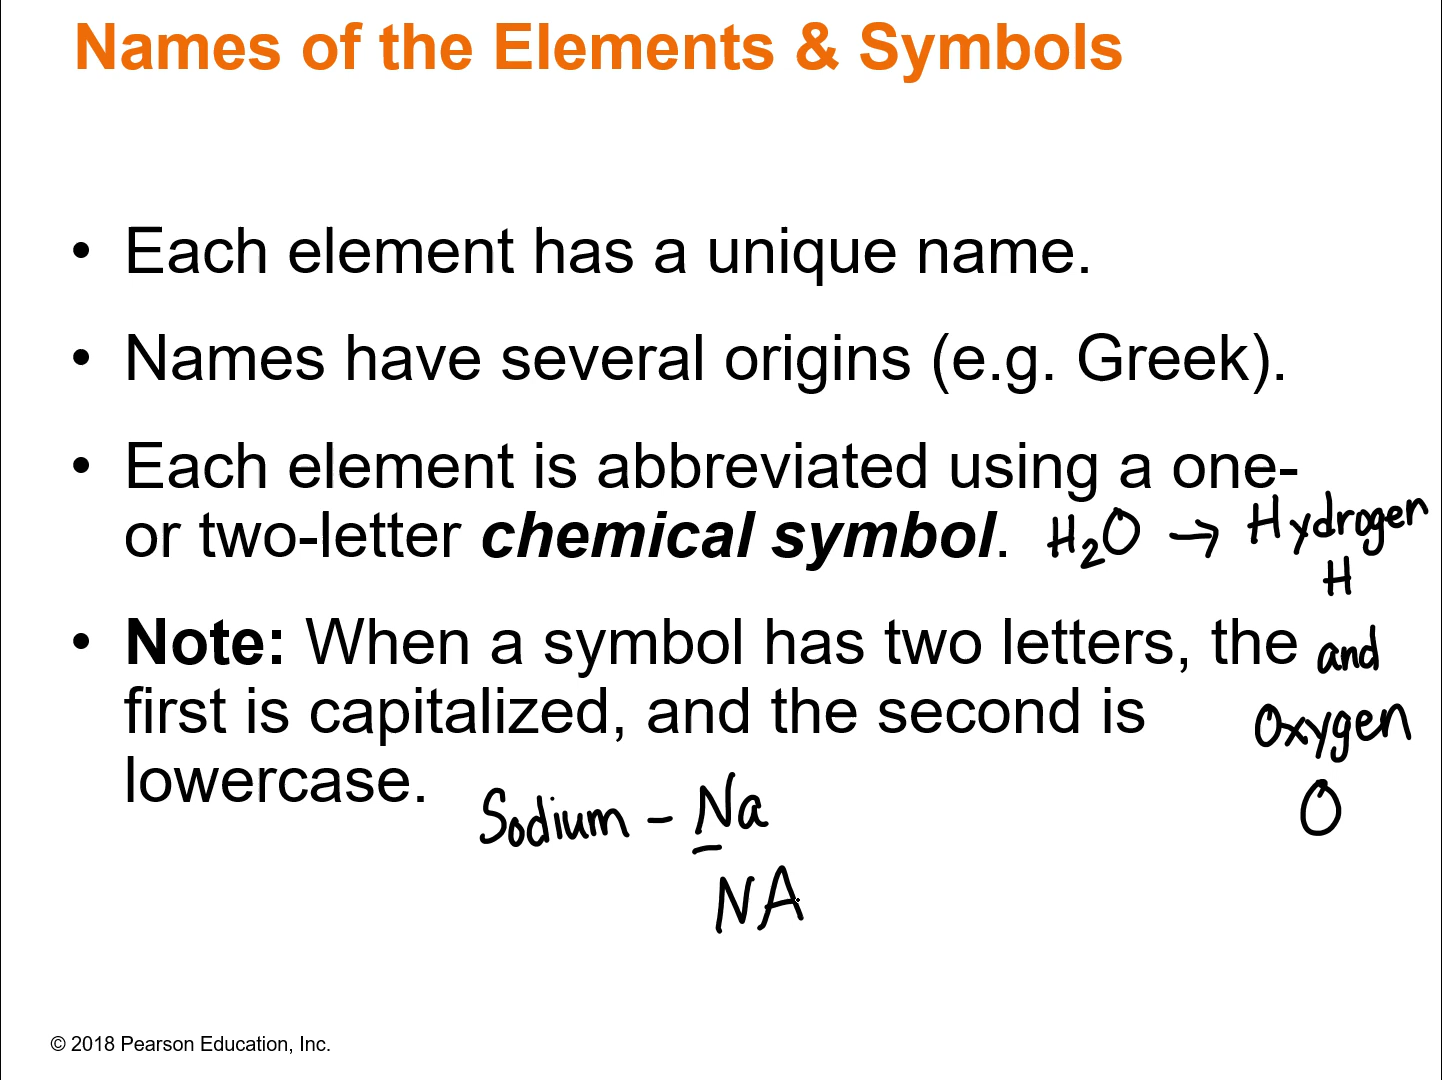 Names of the Elements & Symbols
• Each element has a unique name.
• Names have several origins (e.g. Greek).
• Each element is abbreviated using a one-
or two-letter chemical symbol.
H₂O → Hydrogen
H
and
Oxygen
O
• Note: When a symbol has two letters, the
first is capitalized, and the second is
lowercase.
Sodium – Na
NA
© 2018 Pearson Education, Inc.